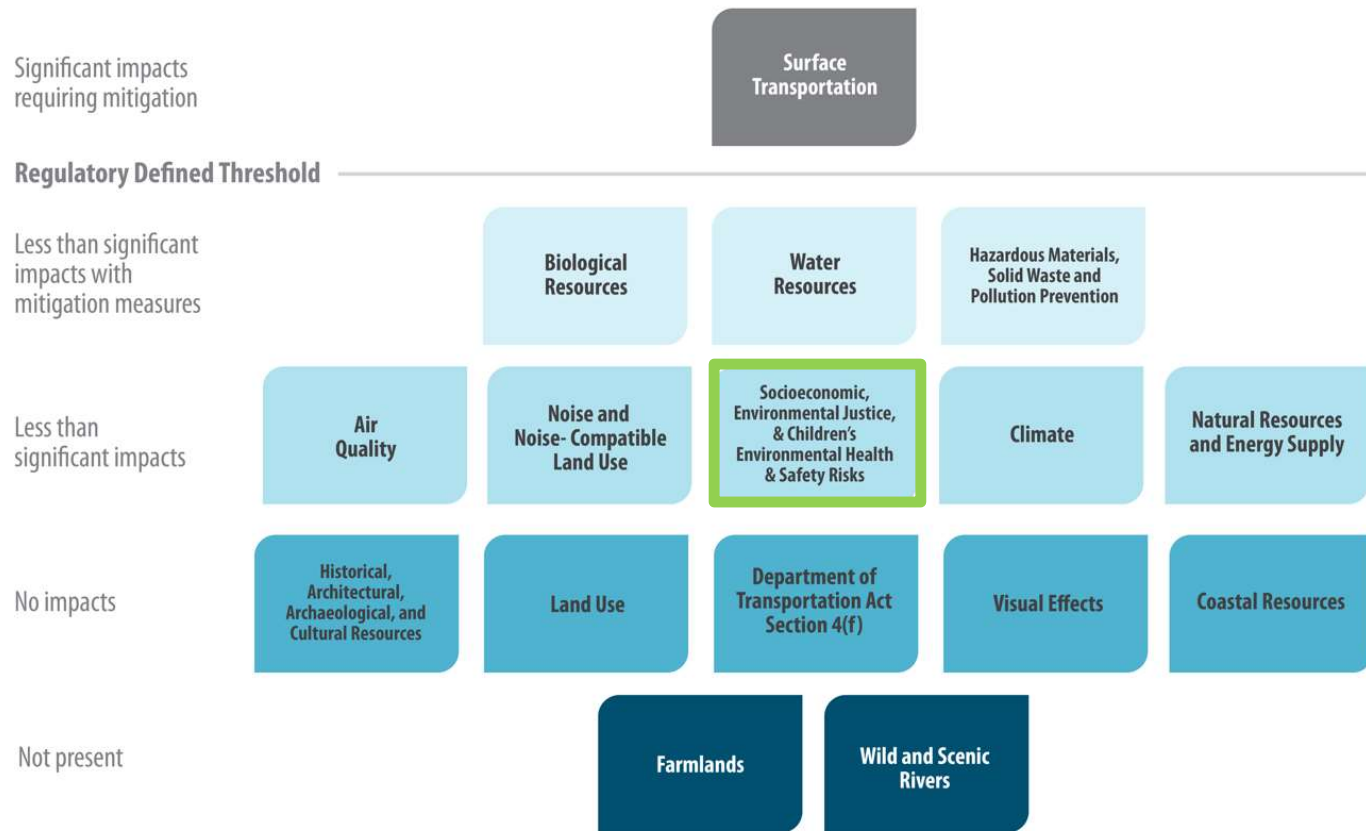 Significant impacts
requiring mitigation
Surface
Transportation
Regulatory Defined Threshold
Less than significant
impacts with
mitigation measures
Biological
Resources
Water
Resources
Hazardous Materials,
Solid Waste and
Pollution Prevention
Less than
significant impacts
Air
Quality
Noise and
Noise- Compatible
Land Use
Socioeconomic,
Environmental Justice,
& Children's
Environmental Health
& Safety Risks
Climate
Natural Resources
and Energy Supply
No impacts
Historical,
Architectural,
Archaeological, and
Cultural Resources
Land Use
Department of
Transportation Act
Section 4(f)
Visual Effects
Coastal Resources
Not present
Farmlands
Wild and Scenic
Rivers